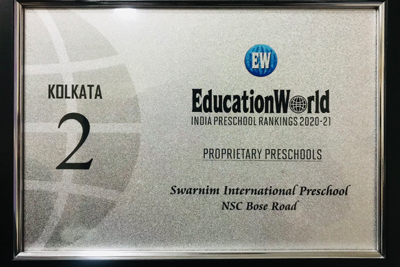 KOLKATA
2
EW
EducationWorld
INDIA PRESCHOOL RANKINGS 2020-21
PROPRIETARY PRESCHOOLS
Swarnim International Preschool
NSC Bose Road